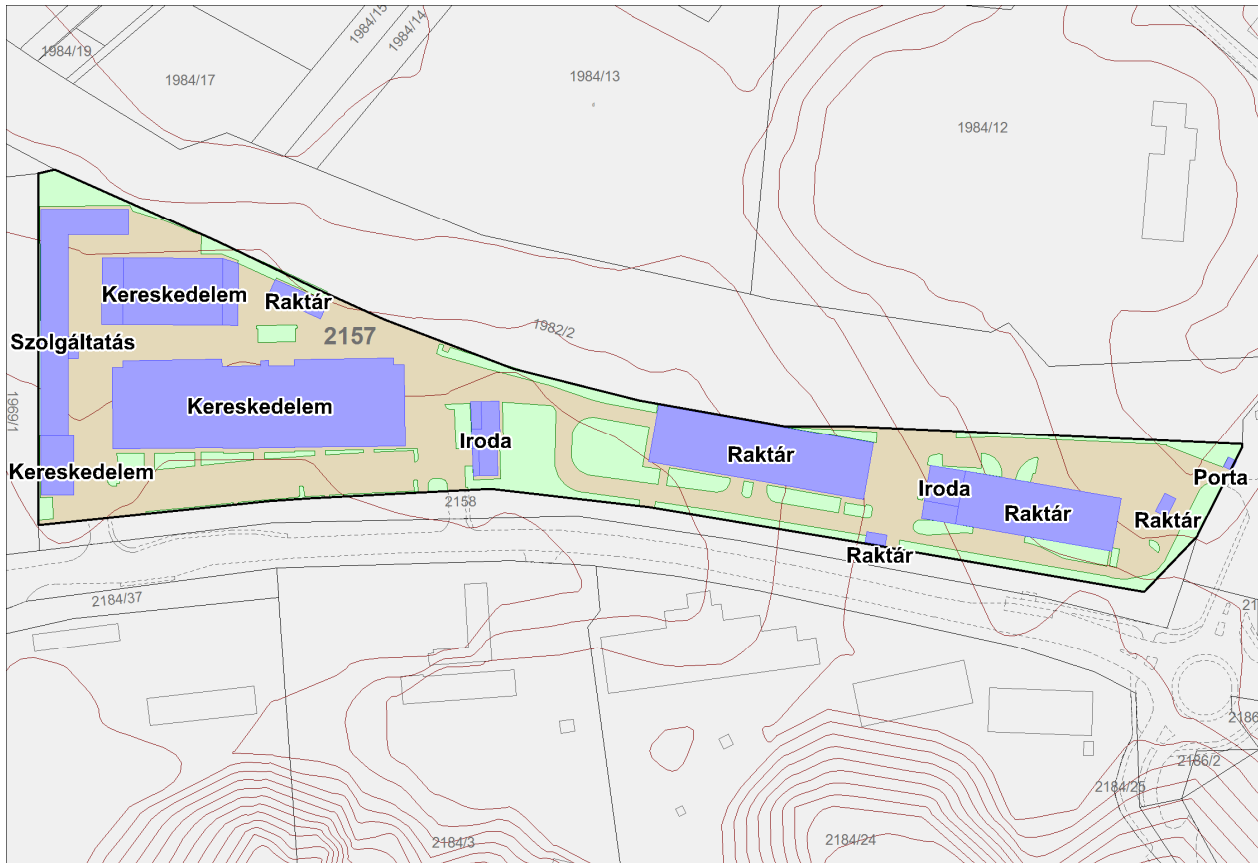 1984/15
1984/14
1984/19
1984/17
1984/13
1984/12
Kereskedelem
Raktár
1982/2
2157
Szolgáltatás
1969/1
Kereskedelem
Iroda
Raktár
Kereskedelem
Porta
Iroda
Raktár
Raktár
2158
Raktár
2184/37
21
2186
2186/2
2184/25
2184/3
2184/24